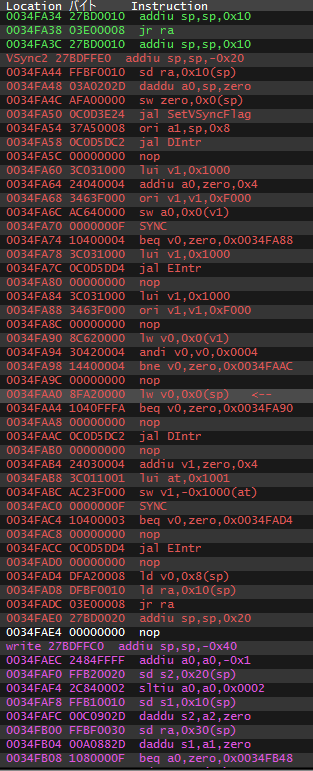 Location バイト Instruction
0034FA34 27BD0010 addiu sp,sp,0x10
0034FA38 03E00008 jr ra
0034FA3C 27BD0010 addiu sp,sp,0x10
VSync2 27BDFFE0 addiu sp,sp,-0x20
0034FA44 FFBF0010 sd ra,0x10(sp)
0034FA48 03A0202D daddu a0,sp,zero
0034FA4C AFA00000 sw zero,0x0(sp)
0034FA50 0C0D3E24 jal SetVSyncFlag
0034FA54 37A50008 ori a1,sp,0x8
0034FA58 0C0D5DC2 jal DIntr
0034FA5C 00000000 nop
0034FA60 3C031000 lui v1,0x1000
0034FA64 24040004 addiu a0,zero,0x4
0034FA68 3463F000 ori v1,v1,0xF000
0034FA6C AC640000 sw a0,0x0(v1)
0034FA70 0000000F SYNC
0034FA74 10400004 beq v0,zero,0x0034FA88
0034FA78 3C031000 lui v1,0x1000
0034FA7C 0C0D5DD4 jal EIntr
0034FA80 00000000 nop
0034FA84 3C031000 lui v1,0x1000
0034FA88 3463F000 ori v1,v1,0xF000
0034FA8C 00000000 nop
0034FA90 8C620000 lw v0,0x0(v1)
0034FA94 30420004 andi v0,v0,0x0004
0034FA98 14400004 bne v0,zero,0x0034FAAC
0034FA9C 00000000 nop
0034FAA0 8FA20000 lw v0,0x0(sp) <--
0034FAA4 1040FFFA beq v0,zero,0x0034FA90
0034FAA8 00000000 nop
0034FAAC 0C0D5DC2 jal DIntr
0034FAB0 00000000 nop
0034FAB4 24030004 addiu v1,zero,0x4
0034FAB8 3C011001 lui at,0x1001
0034FABC AC23F000 sw v1,-0x1000(at)
0034FAC0 0000000F SYNC
0034FAC4 10400003 beq v0,zero,0x0034FAD4
0034FAC8 00000000 nop
0034FACC 0C0D5DD4 jal EIntr
0034FAD0 00000000 nop
0034FAD4 DFA20008 ld v0,0x8(sp)
0034FAD8 DFBF0010 ld ra,0x10(sp)
0034FADC 03E00008 jr ra
0034FAE0 27BD0020 addiu sp,sp,0x20
0034FAE4 00000000 nop
write 27BDFFC0 addiu sp,sp,-0x40
0034FAEC 2484FFFF addiu a0,a0,-0x1
0034FAF0 FFB20020 sd s2,0x20(sp)
0034FAF4 2C840002 sltiu a0,a0,0x0002
0034FAF8 FFB10010 sd s1,0x10(sp)
0034FAFC 00C0902D daddu s2,a2,zero
0034FB00 FFBF0030 sd ra,0x30(sp)
0034FB04 00A0882D daddu s1,a1,zero
0034FB08 1080000F beq a0,zero,0x0034FB48